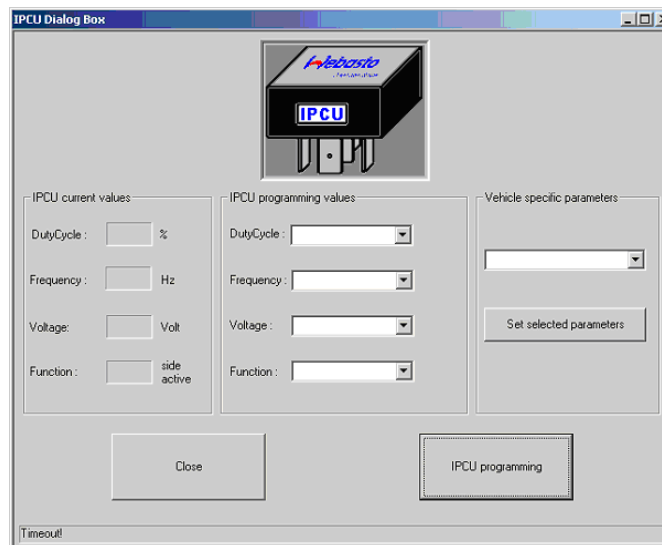 IPCU Dialog Box
Webasto
IPCU
IPCU current values
DutyCycle : %
Frequency : Hz
Voltage: Volt
Function : side
active
IPCU programming values
DutyCycle :
Frequency :
Voltage :
Function :
Vehicle specific parameters
Set selected parameters
Close
IPCU programming
Timeout!